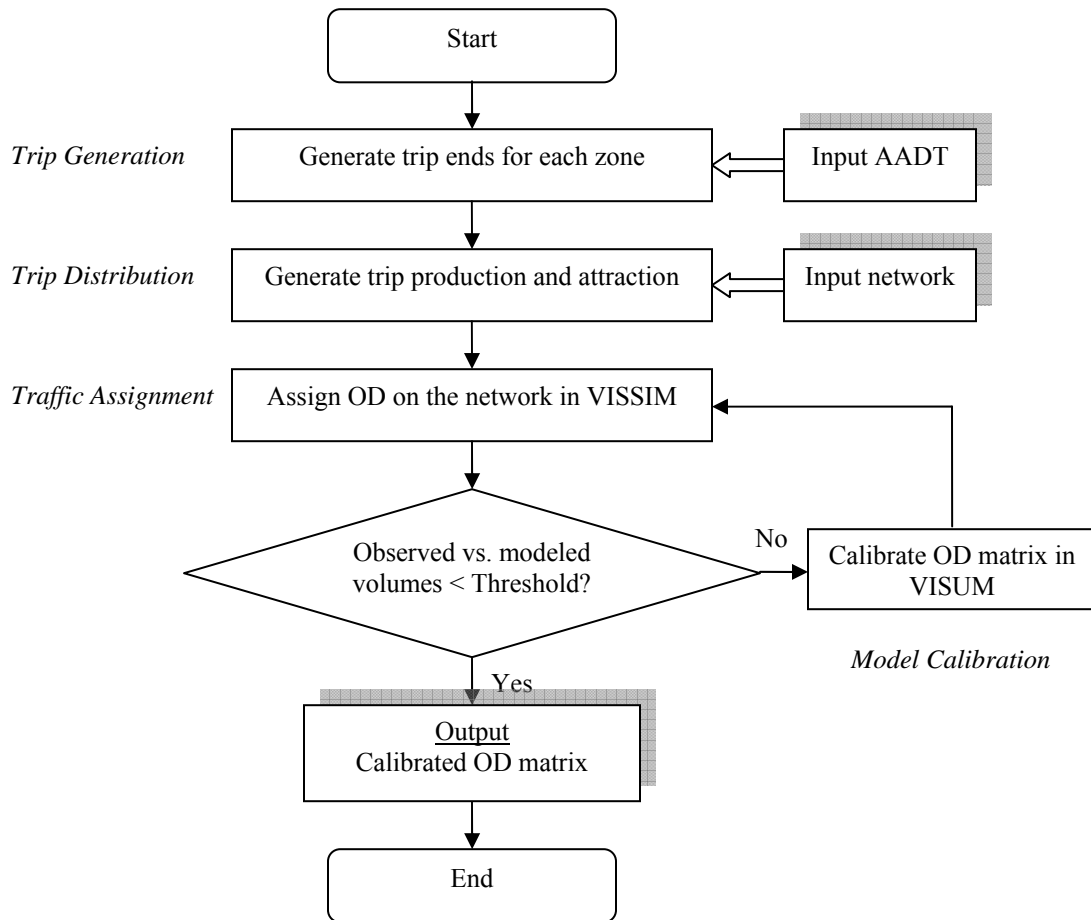 Start
Trip Generation
Generate trip ends for each zone
Input AADT
Trip Distribution
Generate trip production and attraction
Input network
Traffic Assignment
Assign OD on the network in VISSIM
Observed vs. modeled
volumes < Threshold?
No
Calibrate OD matrix in
VISUM
Model Calibration
Yes
Output
Calibrated OD matrix
End